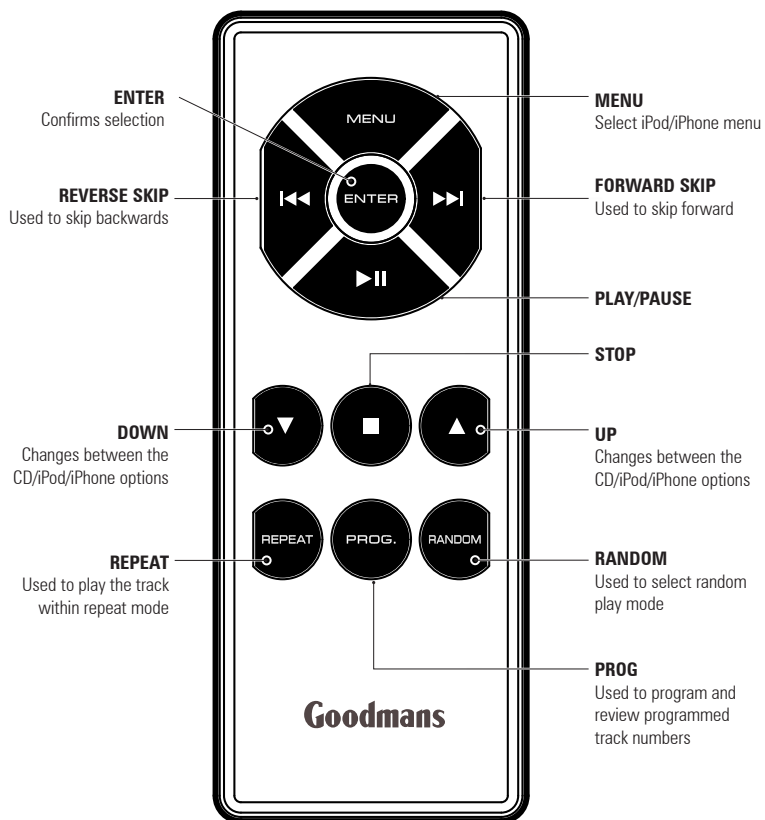 ENTER
Confirms selection
REVERSE SKIP
Used to skip backwards
DOWN
Changes between the
CD/iPod/iPhone options
REPEAT
Used to play the track
within repeat mode
MENU
ENTER
REPEAT
PROG.
RANDOM
Goodmans
MENU
Select iPod/iPhone menu
FORWARD SKIP
Used to skip forward
PLAY/PAUSE
STOP
UP
Changes between the
CD/iPod/iPhone options
RANDOM
Used to select random
play mode
PROG
Used to program and
review programmed
track numbers